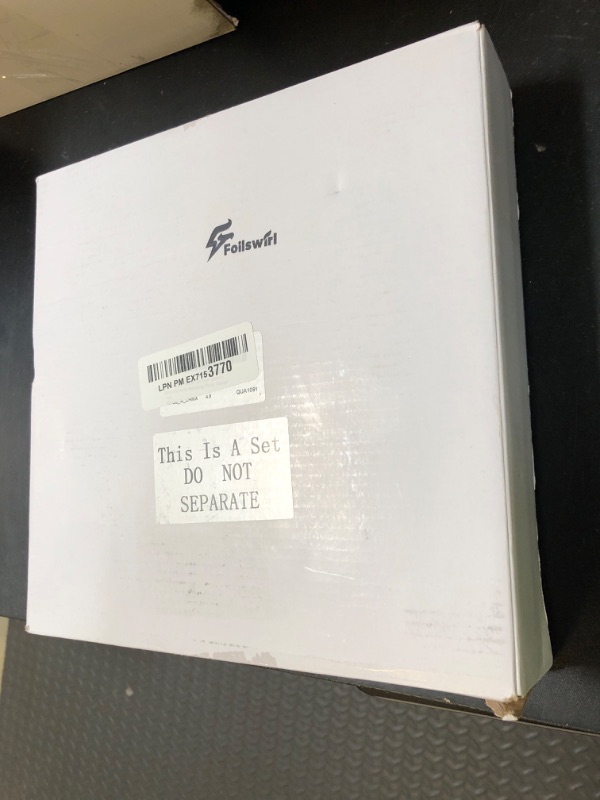 Foilswirl
LPN PM EX7153770
This Is A Set
DO NOT
SEPARATE